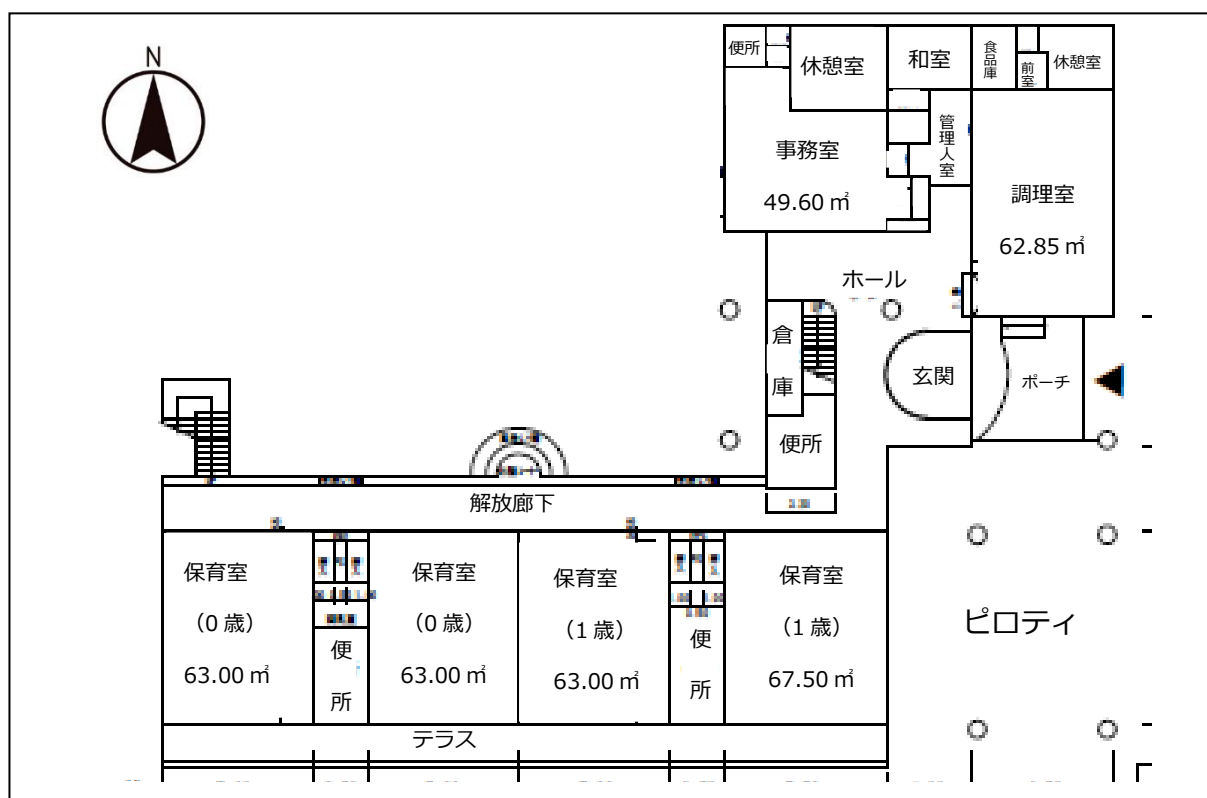 N
便所
休憩室
和室
食品庫
前室
休憩室
事務室
49.60 ㎡
管理人室
調理室
62.85 ㎡
ホール
倉庫
玄関
ポーチ
便所
解放廊下
保育室
（0 歳）
63.00 ㎡
便所
保育室
（0 歳）
63.00 ㎡
保育室
（1 歳）
63.00 ㎡
便所
保育室
（1 歳）
67.50 ㎡
ピロティ
テラス